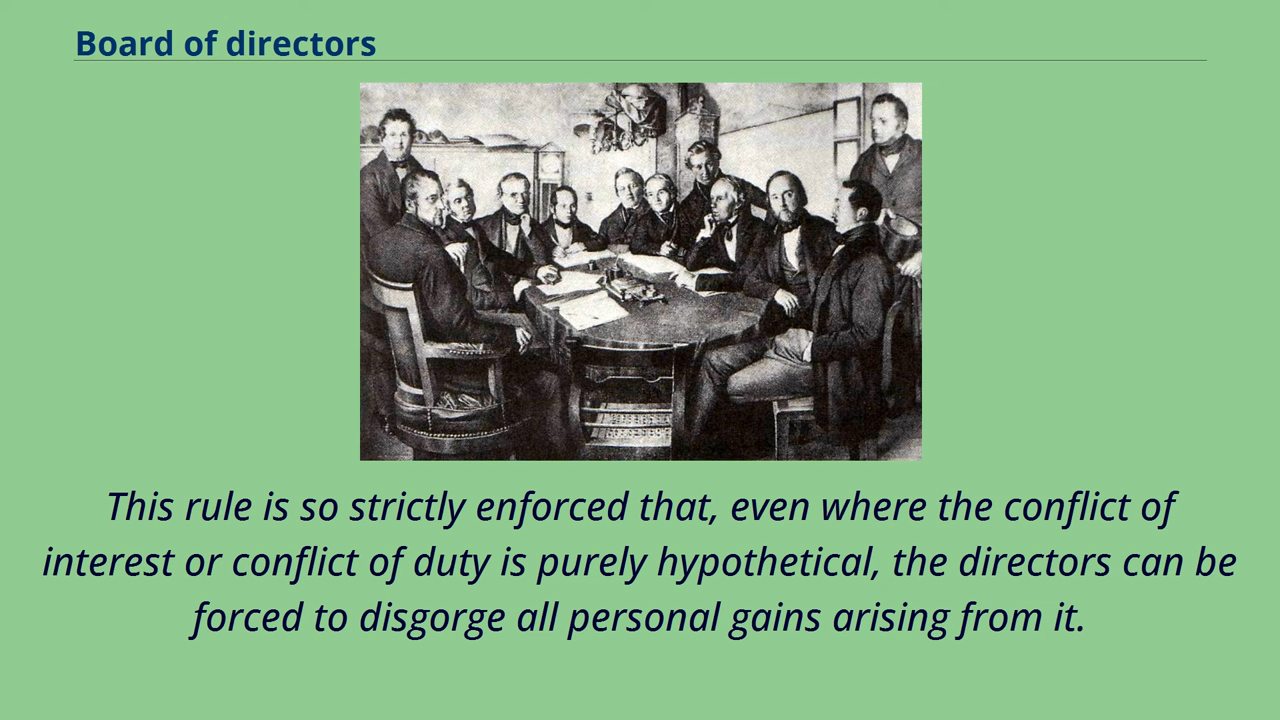 Board of directors
This rule is so strictly enforced that, even where the conflict of
interest or conflict of duty is purely hypothetical, the directors can be
forced to disgorge all personal gains arising from it.